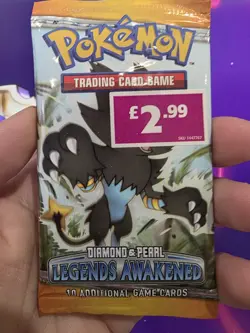 POKéMON
TRADING CARD GAME
£2.99
DIAMOND & PEARL
LEGENDS AWAKENED
10 ADDITIONAL GAME CARDS